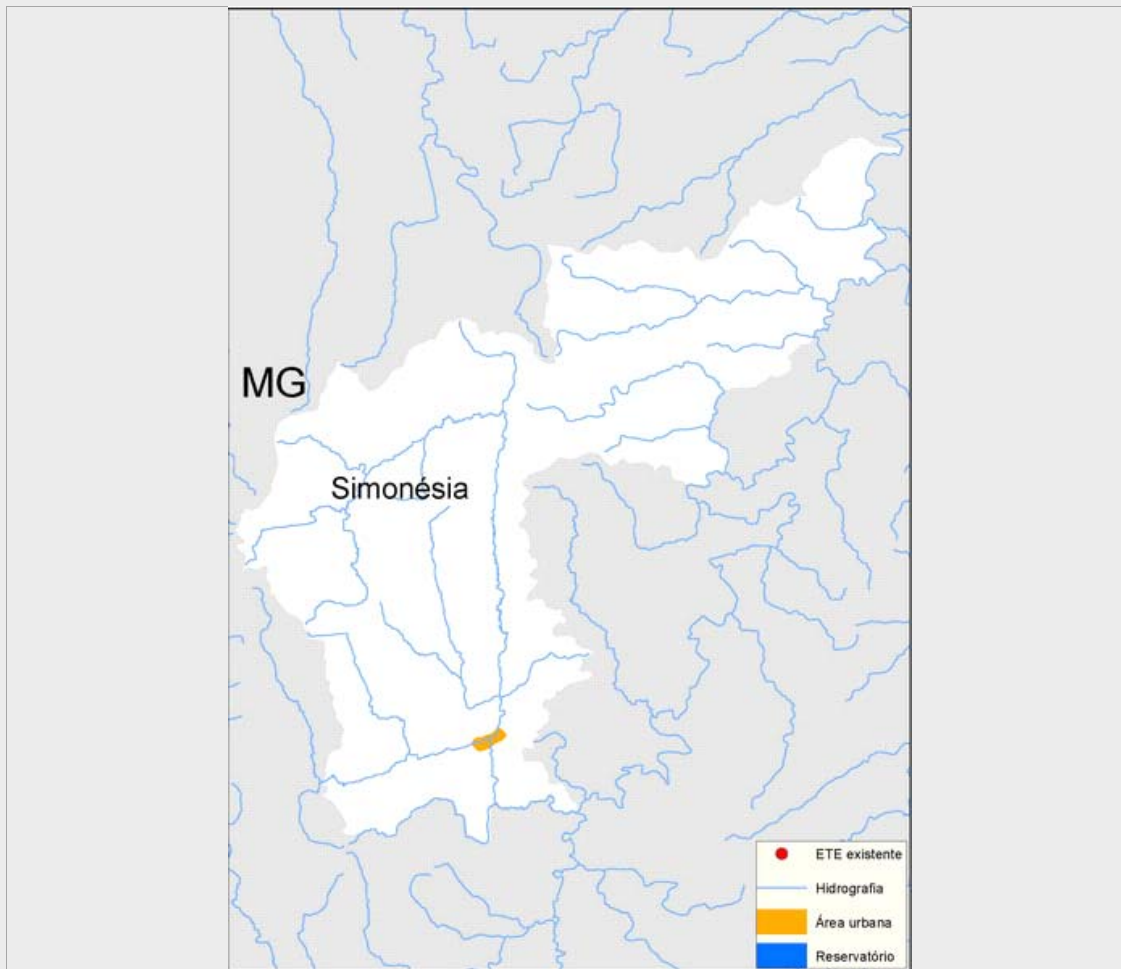 MG
Simonésia
ETE existente
Hidrografia
Área urbana
Reservatório